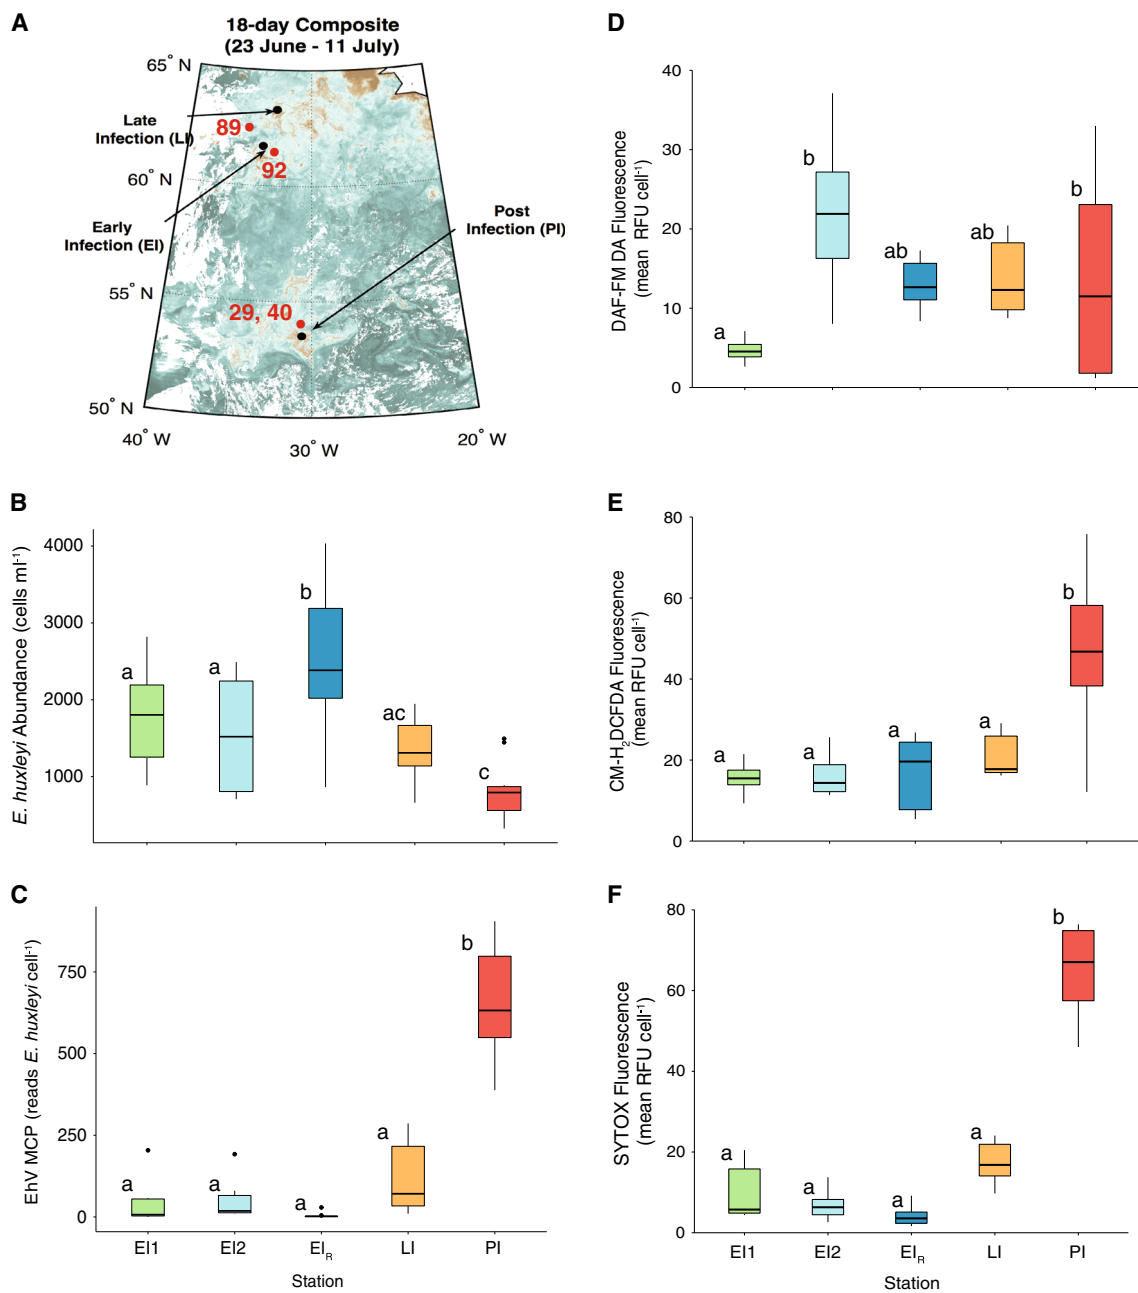 A
18-day Composite
(23 June - 11 July)
65° N
60° N
55° N
50° N
40° W
30° W
20° W
Late
Infection (LI)
89
92
Early
Infection (EI)
Post
Infection (PI)
29, 40
B
E. huxleyi Abundance (cells ml-1)
4000
3000
2000
1000
a
a
b
ac
c
C
EhV MCP (reads E. huxleyi cell-1)
750
500
250
0
a
a
a
a
b
EI1
EI2
EIR
LI
PI
Station
D
DAF-FM DA Fluorescence
(mean RFU cell-1)
40
30
20
10
0
a
b
ab
ab
b
E
CM-H2DCFDA Fluorescence
(mean RFU cell-1)
80
60
40
20
0
a
a
a
a
b
F
SYTOX Fluorescence
(mean RFU cell-1)
80
60
40
20
0
a
a
a
a
b
EI1
EI2
EIR
LI
PI
Station